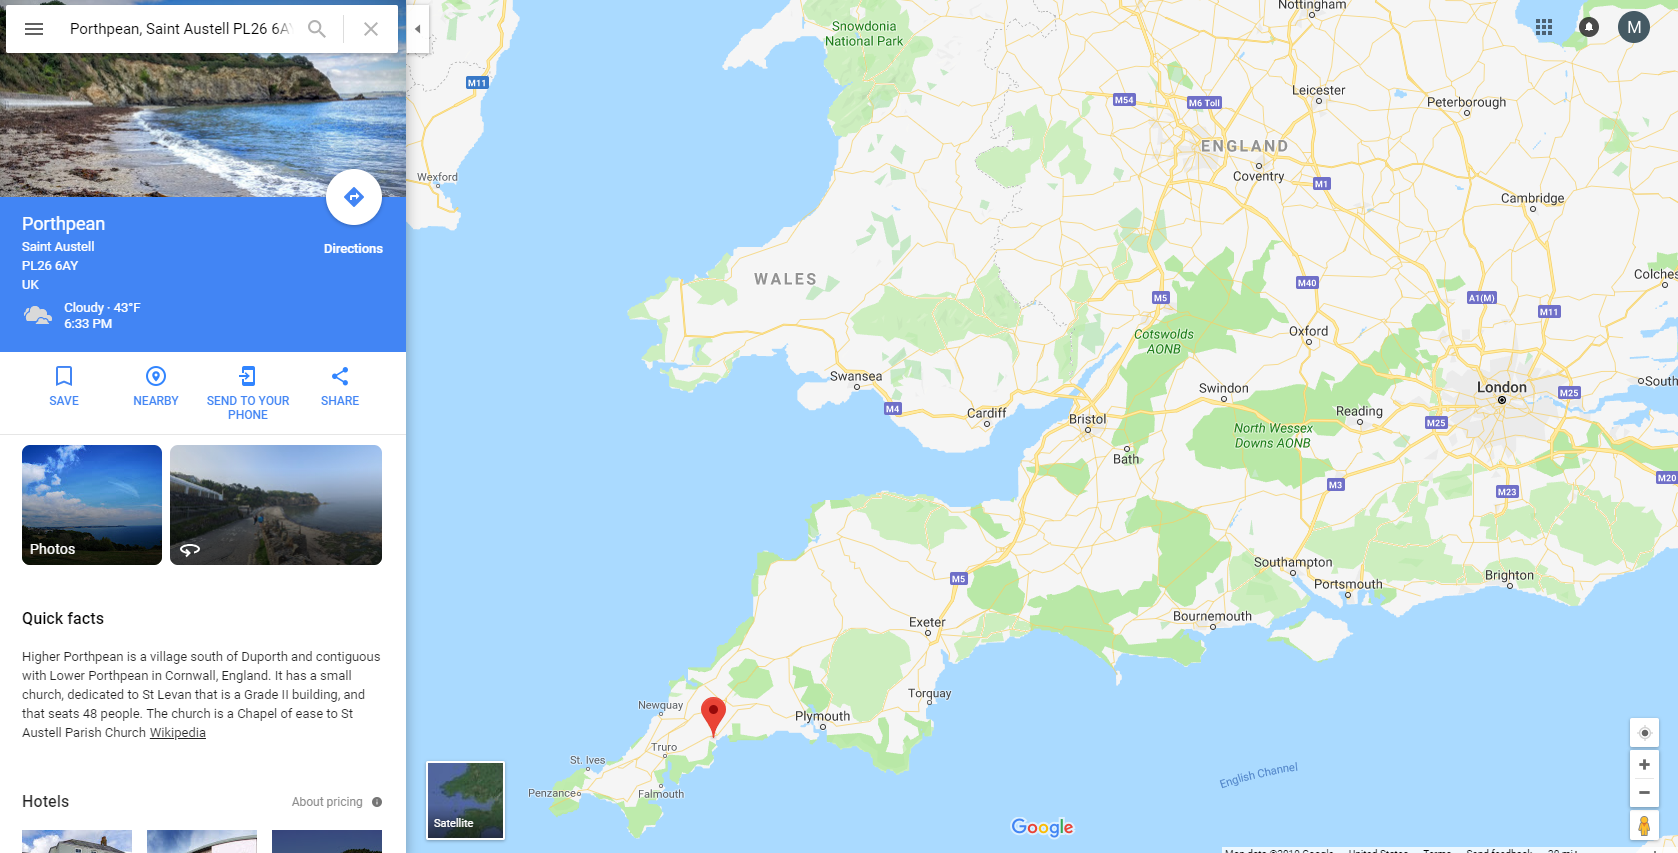 Porthpean, Saint Austell PL26 6AY
Porthpean
Saint Austell
PL26 6AY
UK
Directions
Cloudy · 43°F
6:33 PM
SAVE
NEARBY
SEND TO YOUR
PHONE
SHARE
Photos
Quick facts
Higher Porthpean is a village south of Duporth and contiguous
with Lower Porthpean in Cornwall, England. It has a small
church, dedicated to St Levan that is a Grade II building, and
that seats 48 people. The church is a Chapel of ease to St
Austell Parish Church Wikipedia
Hotels
About pricing
M
Nottingham
Snowdonia
National Park
M11
Leicester
M54
M6 Toll
Peterborough
ENGLAND
Coventry
Wexford
M1
Cambridge
WALES
Colches
M40
M5
A1(M)
M11
Cotswolds
AONB
Oxford
Swansea
Swindon
London
South
M25
M4
Cardiff
Bristol
Reading
M25
North Wessex
Downs AONB
Bath
M3
M23
M20
Southampton
Portsmouth
Brighton
M5
Bournemouth
Exeter
Torquay
Newquay
Plymouth
Truro
St. Ives
Penzance
Falmouth
English Channel
Satellite
Google